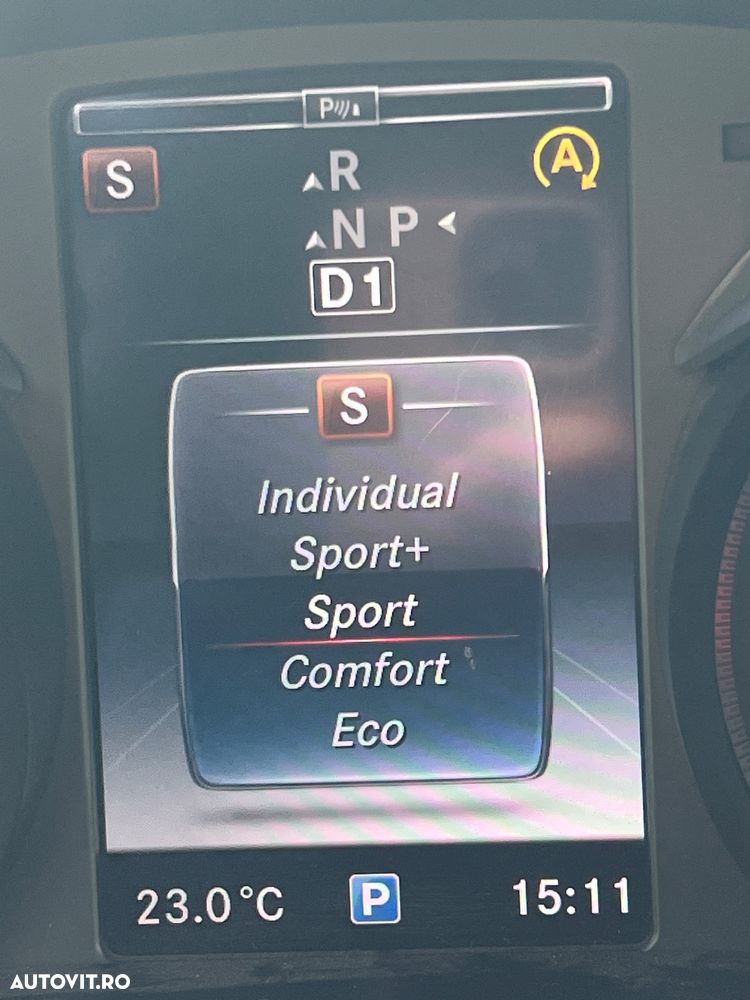 P
S
R
A
N P
D1
S
Individual
Sport+
Sport
Comfort
Eco
23.0°C P 15:11
AUTOVIT.RO